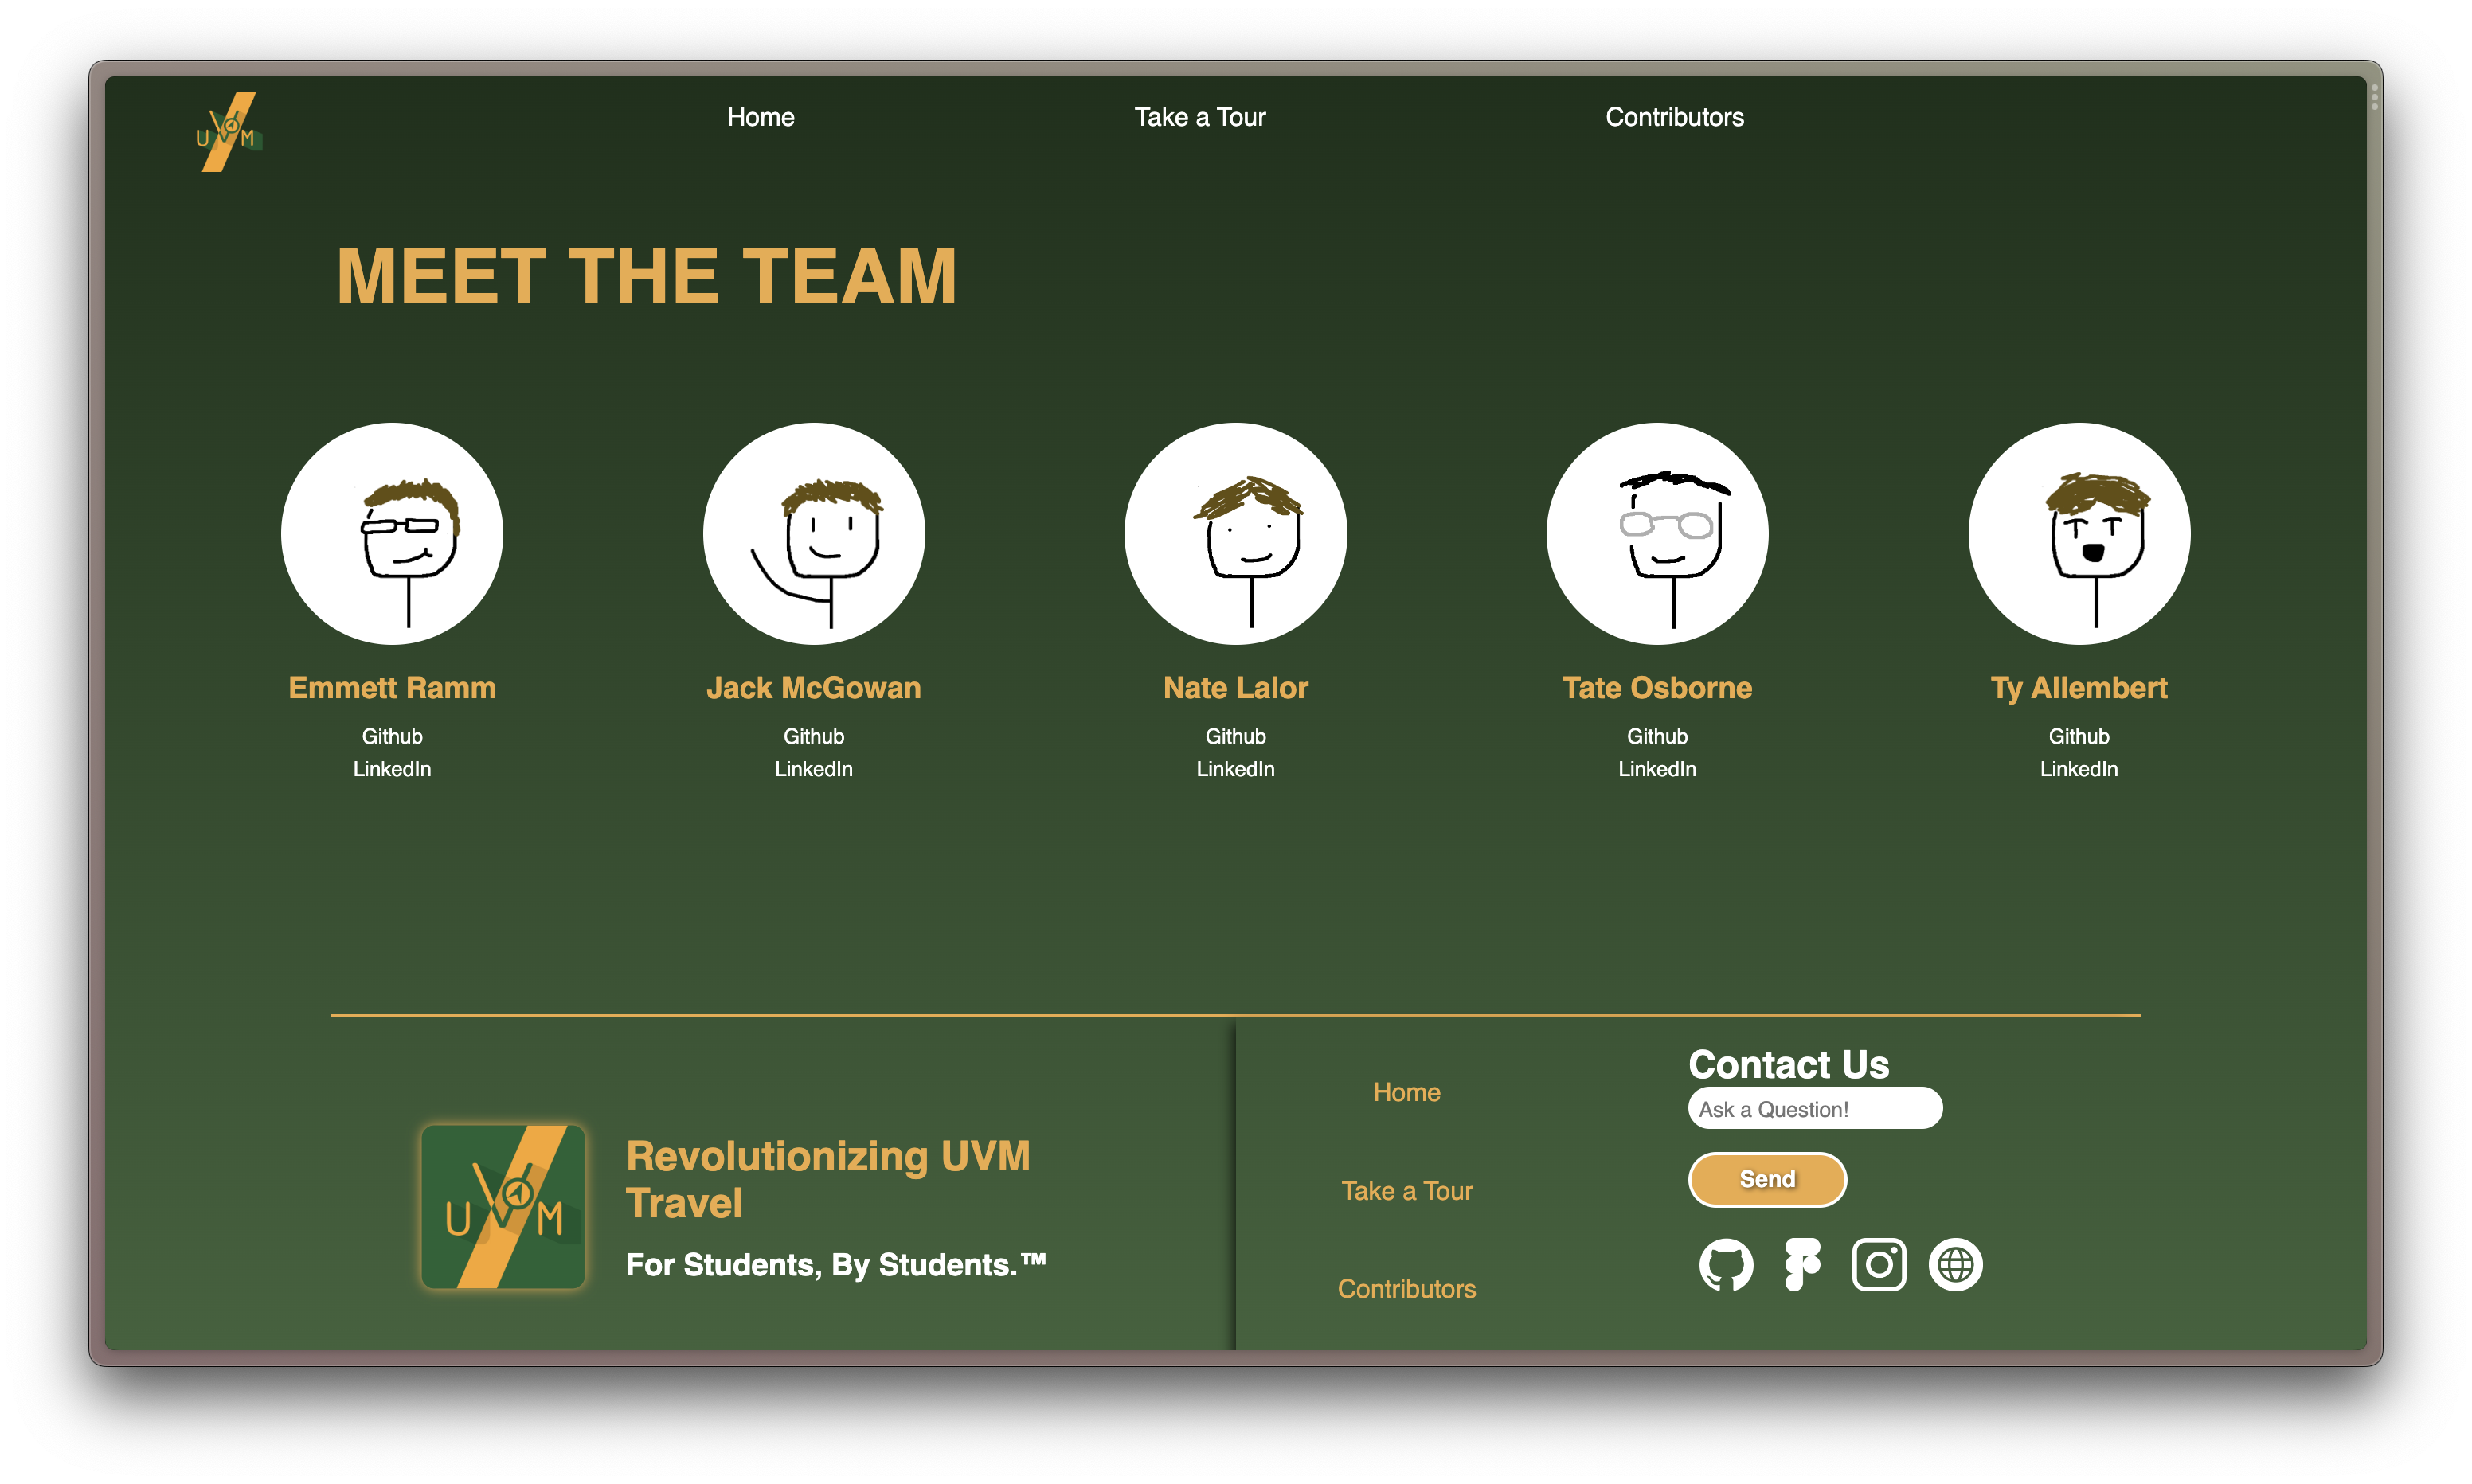 UVM
Home
Take a Tour
Contributors
MEET THE TEAM
Emmett Ramm
Github
LinkedIn
Jack McGowan
Github
LinkedIn
Nate Lalor
Github
LinkedIn
Tate Osborne
Github
LinkedIn
Ty Allembert
Github
LinkedIn
UVM
Revolutionizing UVM
Travel
For Students, By Students.™
Home
Take a Tour
Contributors
Contact Us
Ask a Question!
Send